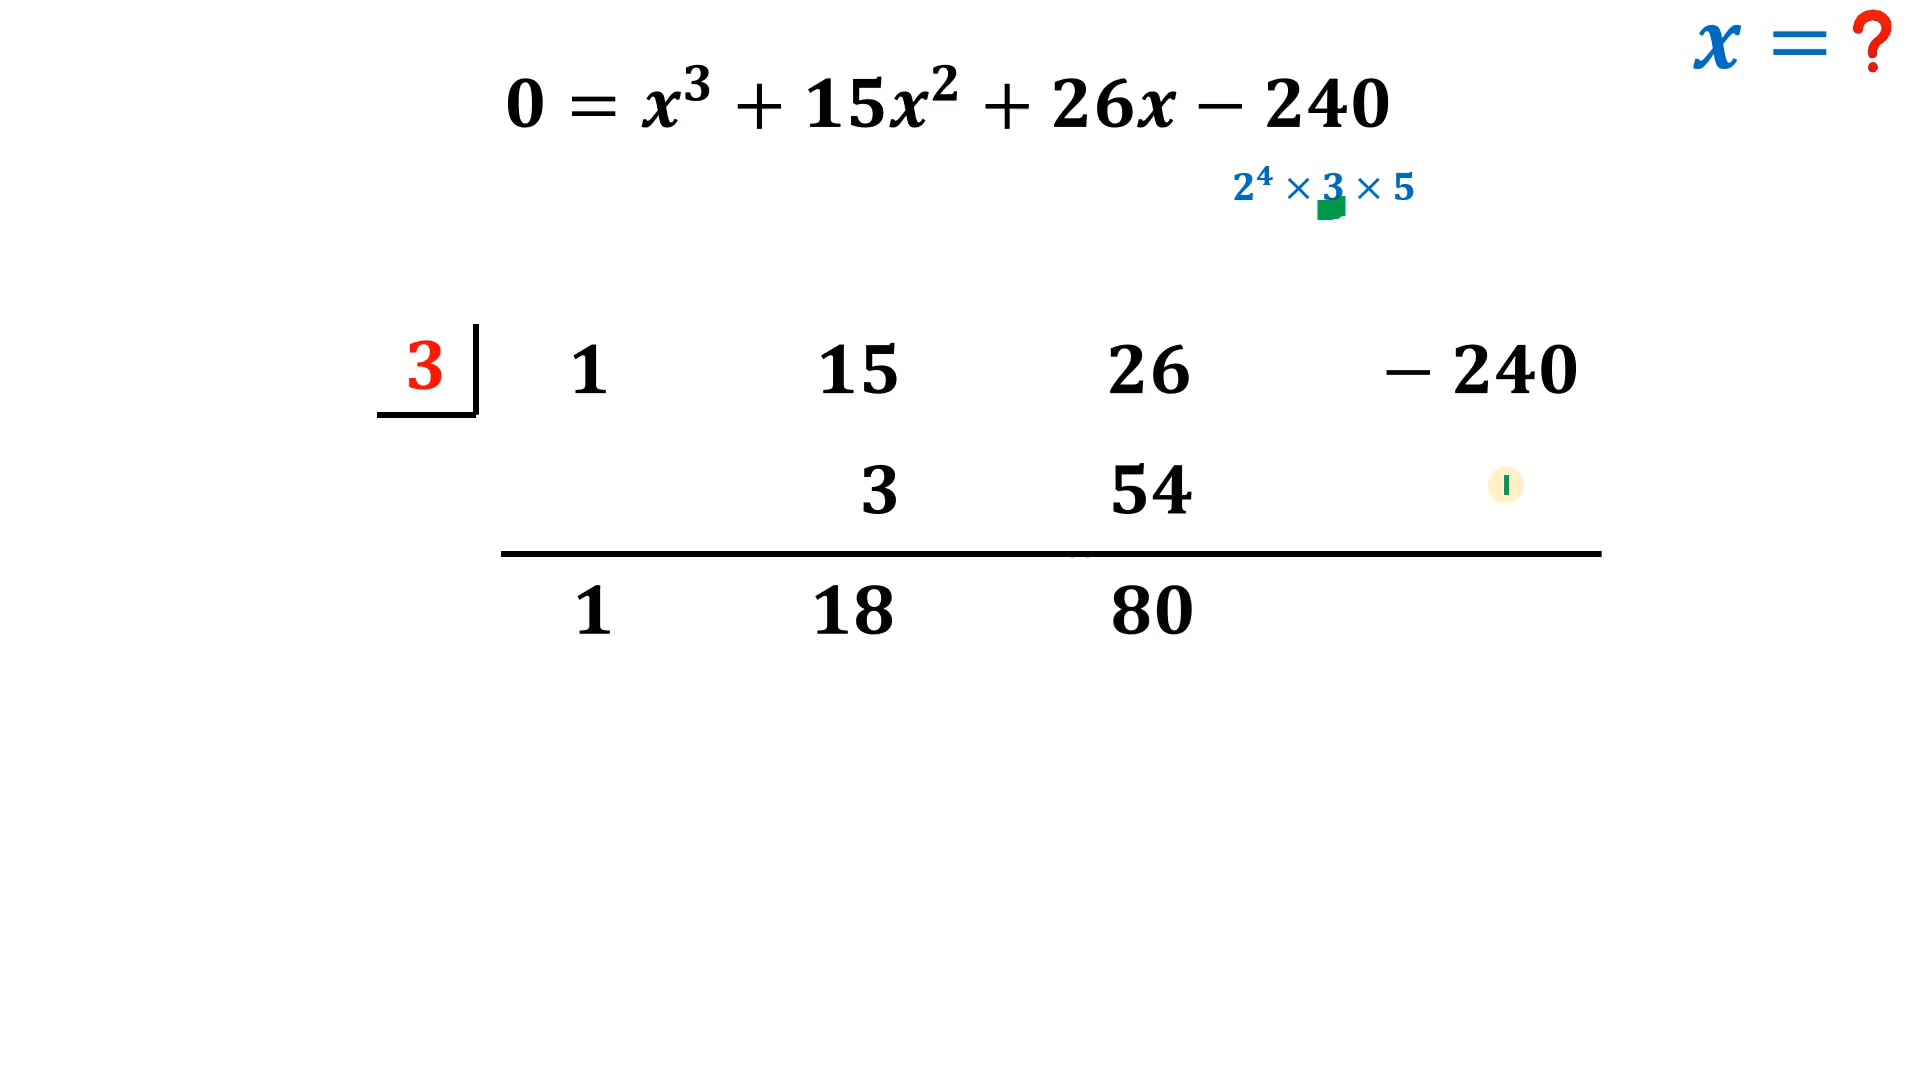 x = ?
0 = x³ + 15x² + 26x − 240
2⁴ × 3 × 5
3 1 15 26 − 240
3 54
1 18 80